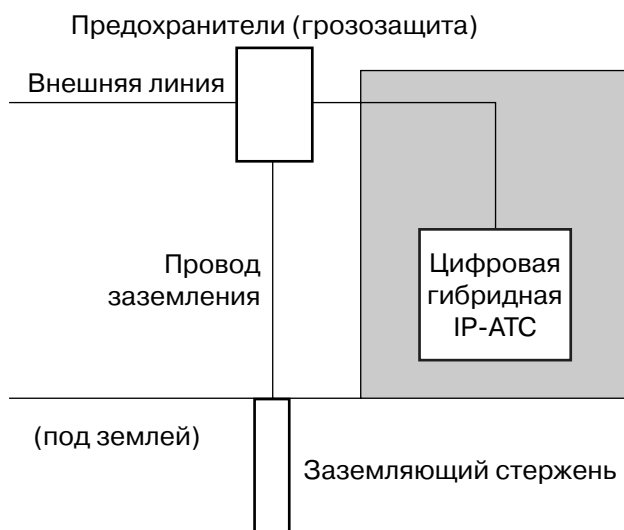 Предохранители (грозозащита)
Внешняя линия
Провод
заземления
Цифровая
гибридная
IP-АТС
(под землей)
Заземляющий стержень